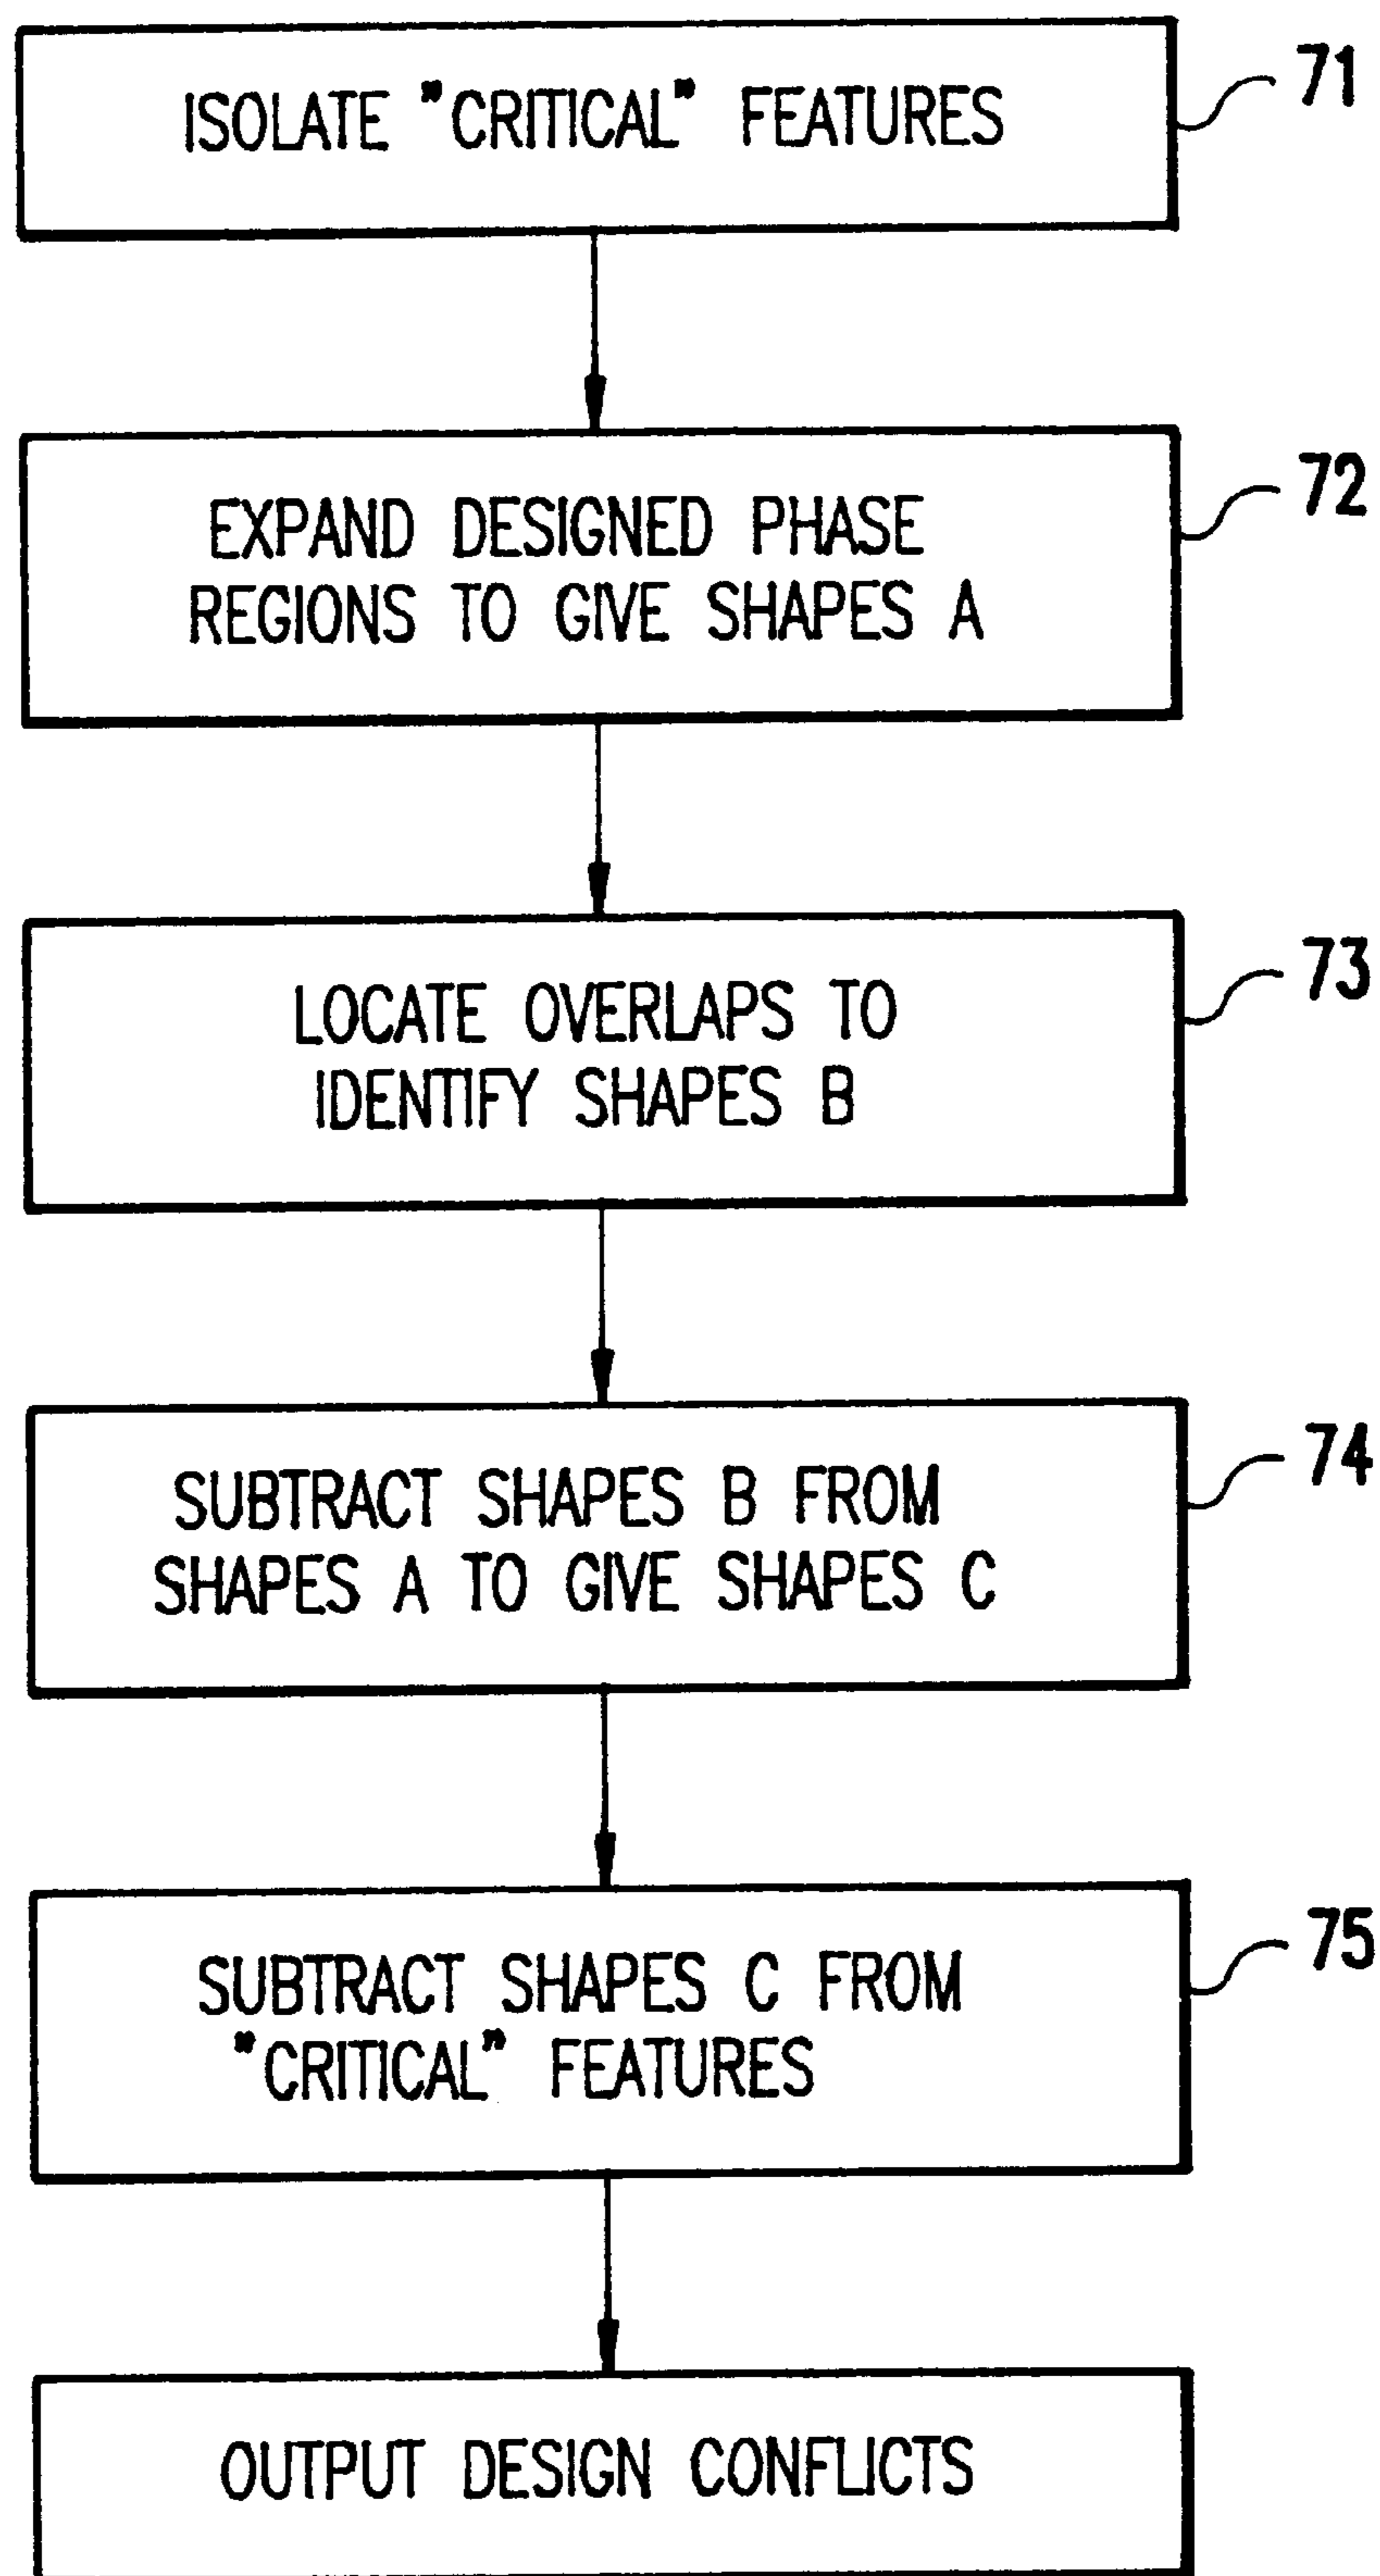 ISOLATE "CRITICAL" FEATURES
71
EXPAND DESIGNED PHASE
REGIONS TO GIVE SHAPES A
72
LOCATE OVERLAPS TO
IDENTIFY SHAPES B
73
SUBTRACT SHAPES B FROM
SHAPES A TO GIVE SHAPES C
74
SUBTRACT SHAPES C FROM
"CRITICAL" FEATURES
75
OUTPUT DESIGN CONFLICTS